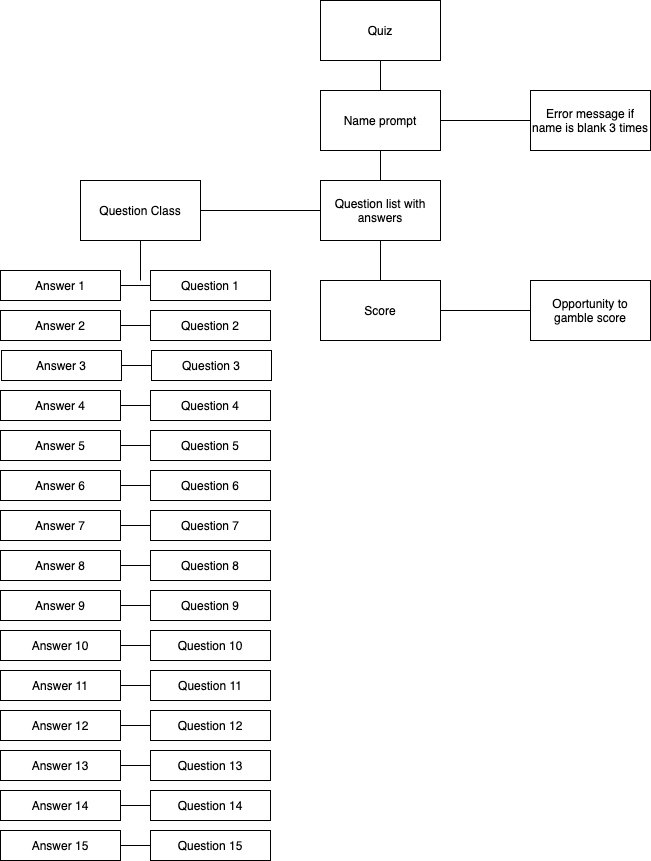 Quiz
Name prompt
Error message if
name is blank 3 times
Question Class
Question list with
answers
Answer 1
Question 1
Score
Opportunity to
gamble score
Answer 2
Question 2
Answer 3
Question 3
Answer 4
Question 4
Answer 5
Question 5
Answer 6
Question 6
Answer 7
Question 7
Answer 8
Question 8
Answer 9
Question 9
Answer 10
Question 10
Answer 11
Question 11
Answer 12
Question 12
Answer 13
Question 13
Answer 14
Question 14
Answer 15
Question 15